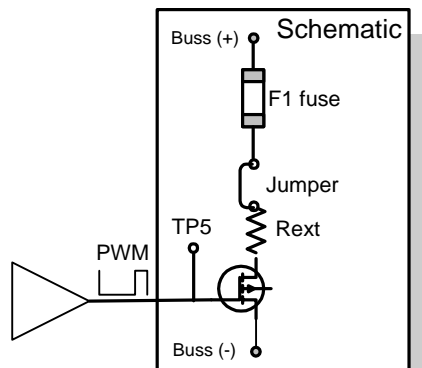 Schematic
Buss (+)
F1 fuse
Jumper
TP5
Rext
PWM
Buss (-)